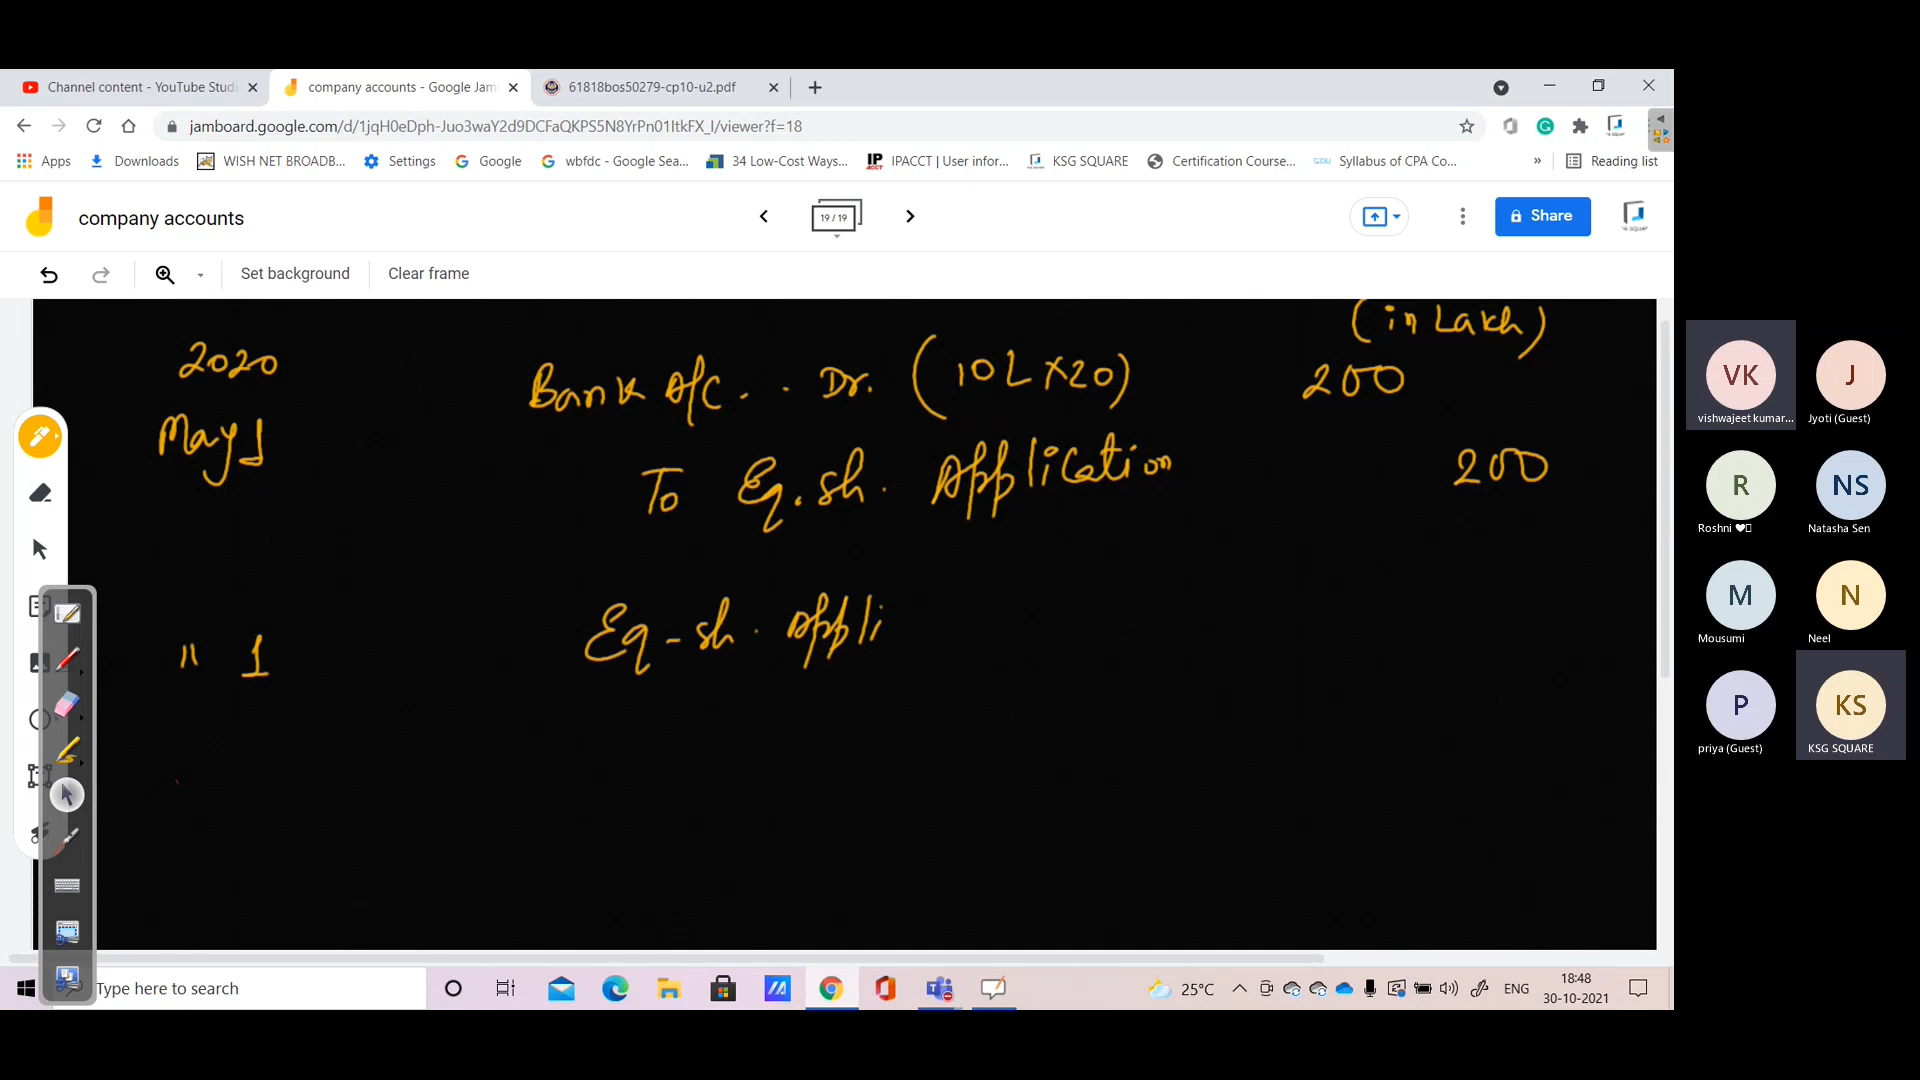 Channel content - YouTube Stud
company accounts - Google Jam
61818bos50279-cp10-u2.pdf
jamboard.google.com/d/1jqH0eDph-Juo3waY2d9DCFaQKPS5N8YrPn01ItkFX_I/viewer?f=18
Apps Downloads WISH NET BROADB... Settings Google wbfdc - Google Sea... 34 Low-Cost Ways... IPACCT | User infor... KSG SQUARE Certification Course... Syllabus of CPA Co... » Reading list
company accounts
19 / 19
Share
Set background Clear frame
(in Lakh)
2020
Bank A/C. . Dr. (10L X20) 200
May 1
To Eq. sh. Application 200
" 1 Eq-sh. Appli
VK
vishwajeet kumar...
J
Jyoti (Guest)
R
Roshni
NS
Natasha Sen
M
Mousumi
N
Neel
P
priya (Guest)
KS
KSG SQUARE
Type here to search
25°C
ENG
18:48
30-10-2021